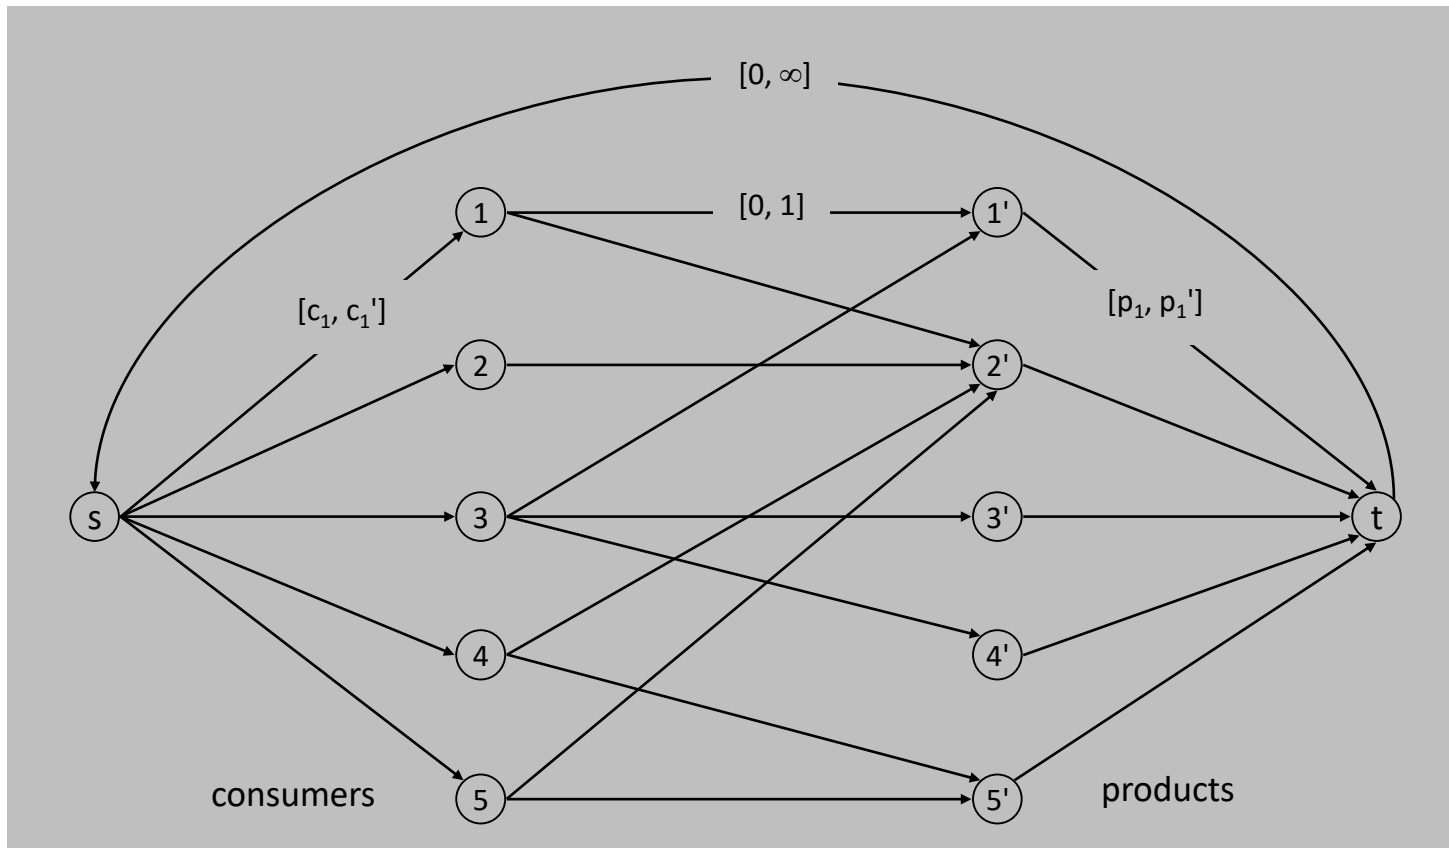 [0, ∞]
1
[0, 1]
1'
[c₁, c₁']
[p₁, p₁']
2
2'
s
3
3'
t
4
4'
consumers
5
5'
products